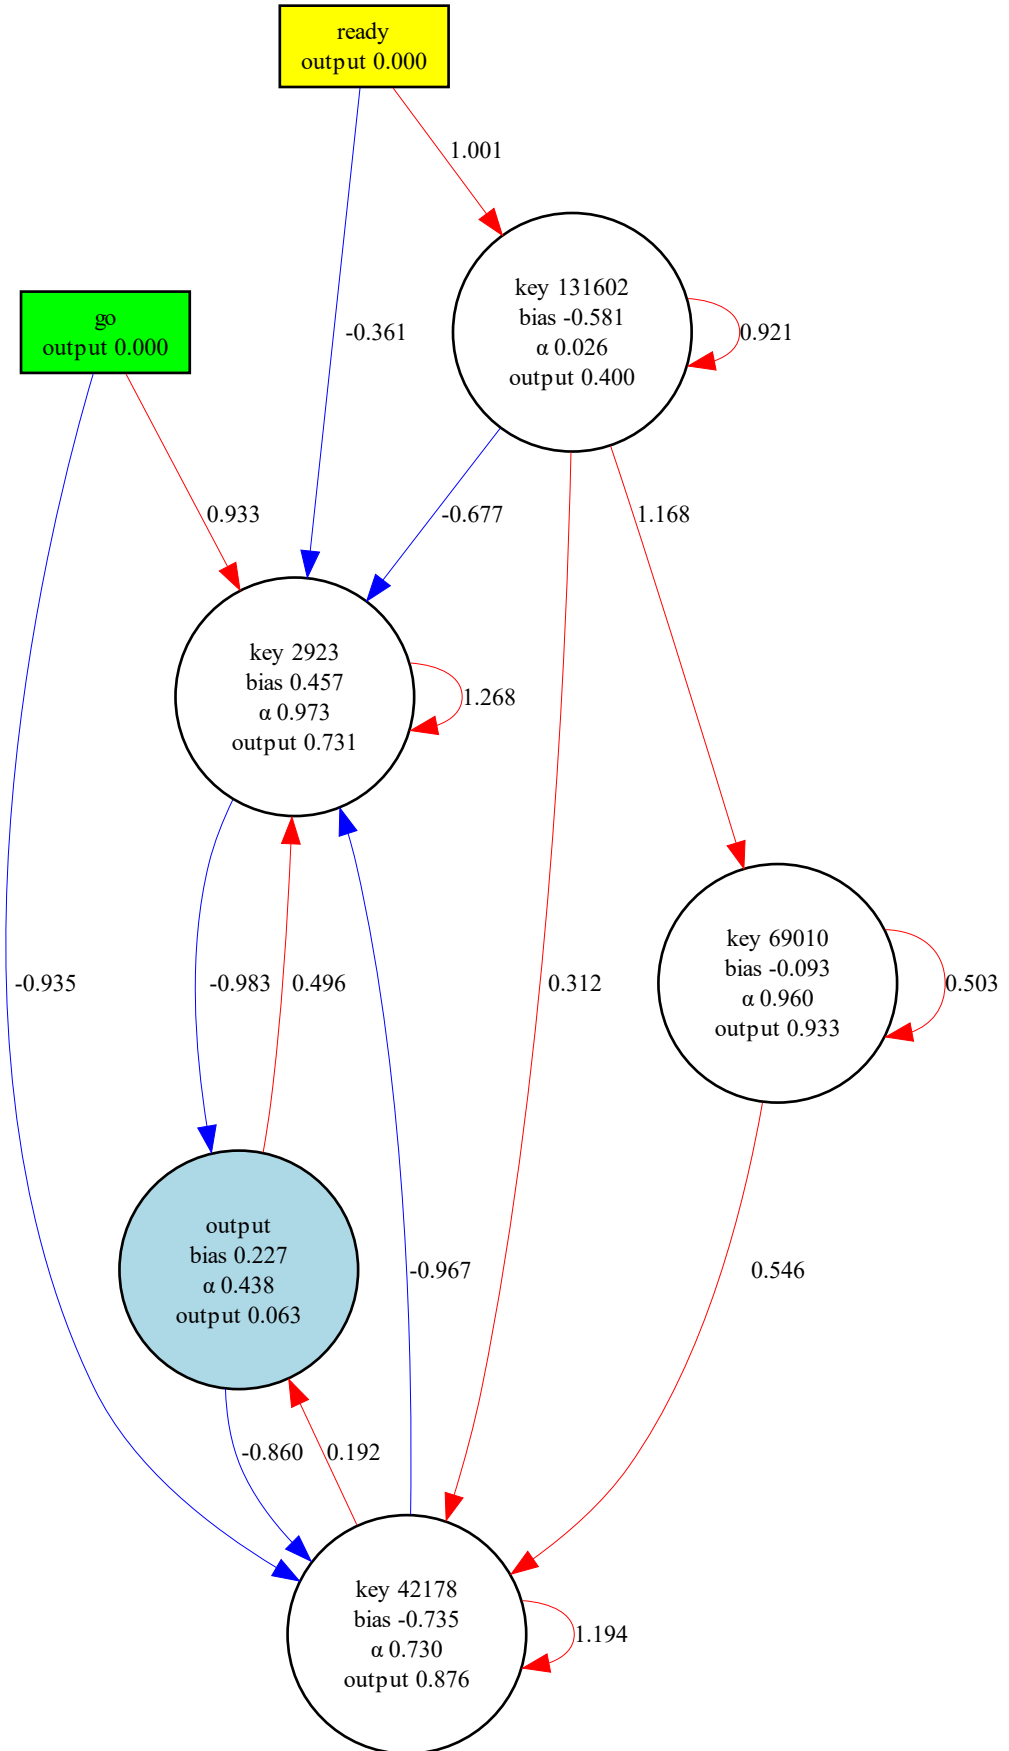 ready
output 0.000
1.001
key 131602
bias -0.581
α 0.026
output 0.400
0.921
go
output 0.000
-0.361
0.933
-0.677
1.168
key 2923
bias 0.457
α 0.973
output 0.731
1.268
key 69010
bias -0.093
α 0.960
output 0.933
-0.935
-0.983
0.496
0.312
0.503
output
bias 0.227
α 0.438
output 0.063
-0.967
0.546
-0.860
0.192
key 42178
bias -0.735
α 0.730
output 0.876
1.194